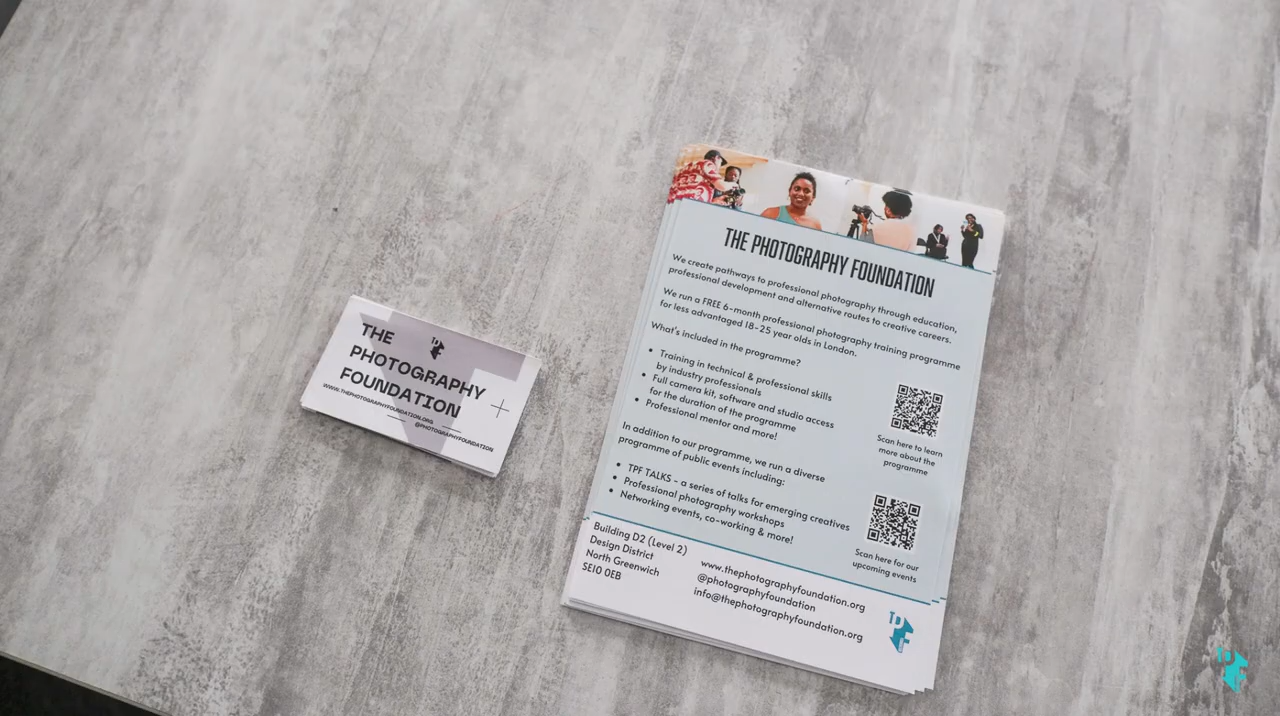 THE
PHOTOGRAPHY
FOUNDATION
WWW.THEPHOTOGRAPHYFOUNDATION.ORG
@PHOTOGRAPHYFOUNDATION
THE PHOTOGRAPHY FOUNDATION
We create pathways to professional photography through education,
professional development and alternative routes to creative careers.
We run a FREE 6-month professional photography training programme
for less advantaged 18-25 year olds in London.
What's included in the programme?
• Training in technical & professional skills
by industry professionals
• Full camera kit, software and studio access
for the duration of the programme
• Professional mentor and more!
Scan here to learn
more about the
programme
In addition to our programme, we run a diverse
programme of public events including:
• TPF TALKS - a series of talks for emerging creatives
• Professional photography workshops
• Networking events, co-working & more!
Scan here for our
upcoming events
Building D2 (Level 2)
Design District
North Greenwich
SE10 0EB
www.thephotographyfoundation.org
@photographyfoundation
info@thephotographyfoundation.org
TPF
TPF